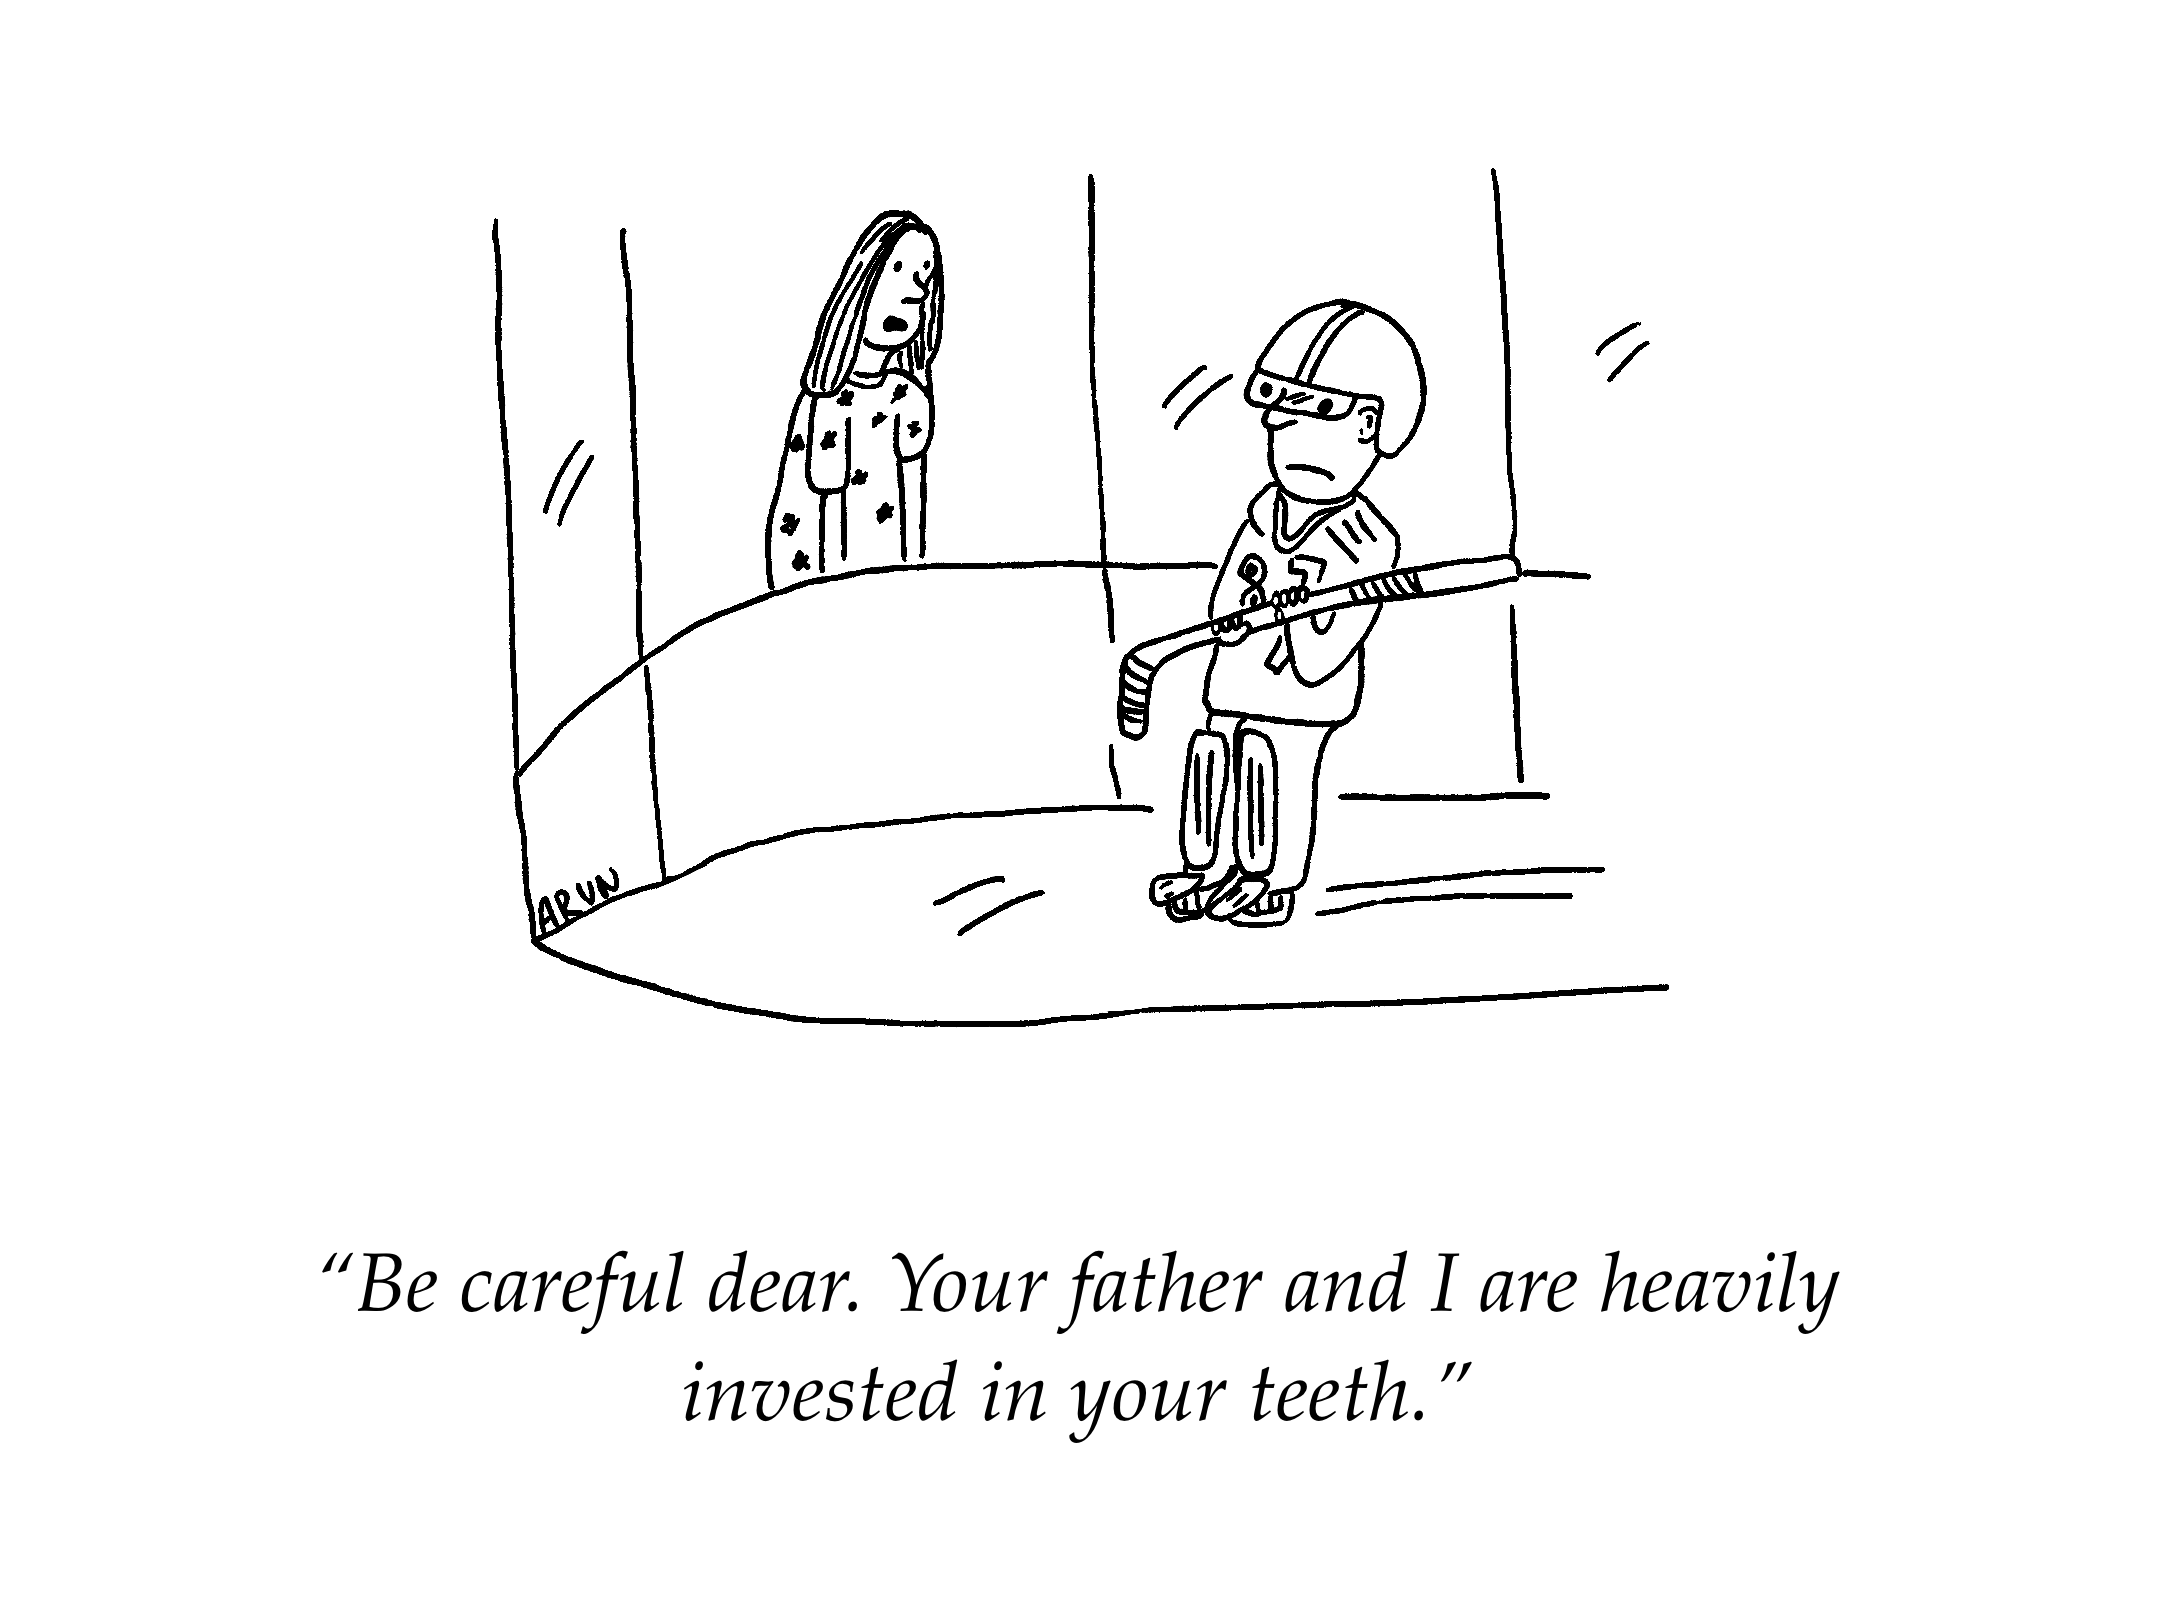 ARUN
“Be careful dear. Your father and I are heavily
invested in your teeth.”